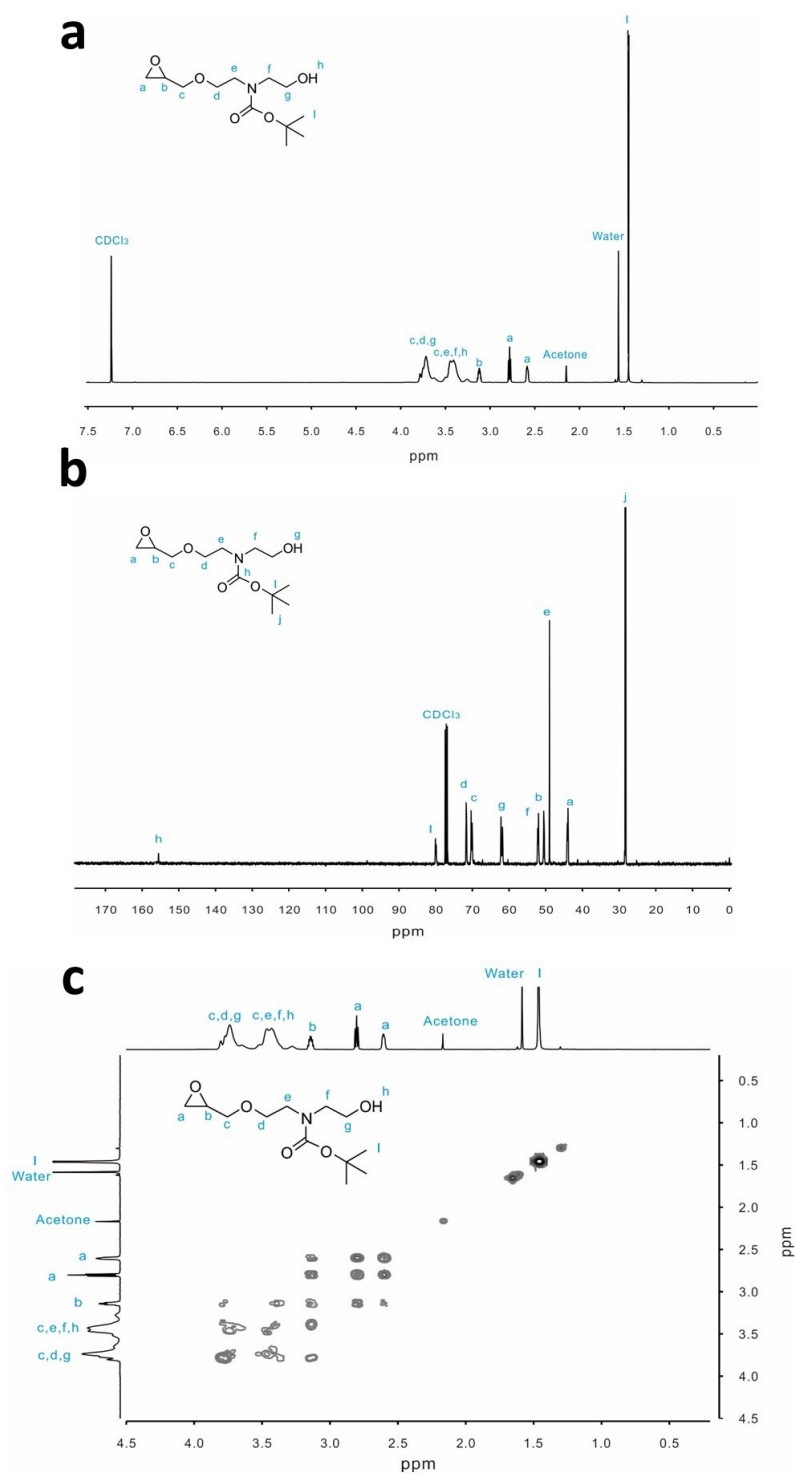 a
O
a b c O d e N f g OH h
O O l
l
CDCl3
Water
c,d,g c,e,f,h b a a Acetone
7.5 7.0 6.5 6.0 5.5 5.0 4.5 4.0 3.5 3.0 2.5 2.0 1.5 1.0 0.5
ppm
b
O
a b c O d e N f OH g
h O O l
j
j
e
CDCl3
h l d c g f b a
170 160 150 140 130 120 110 100 90 80 70 60 50 40 30 20 10 0
ppm
c
c,d,g c,e,f,h b a a Acetone Water l
O
a b c O d e N f g OH h
O O l
l
Water
Acetone
a
a
b
c,e,f,h
c,d,g
0.5
1.0
1.5
2.0
2.5
3.0
3.5
4.0
4.5
ppm
4.5 4.0 3.5 3.0 2.5 2.0 1.5 1.0 0.5
ppm